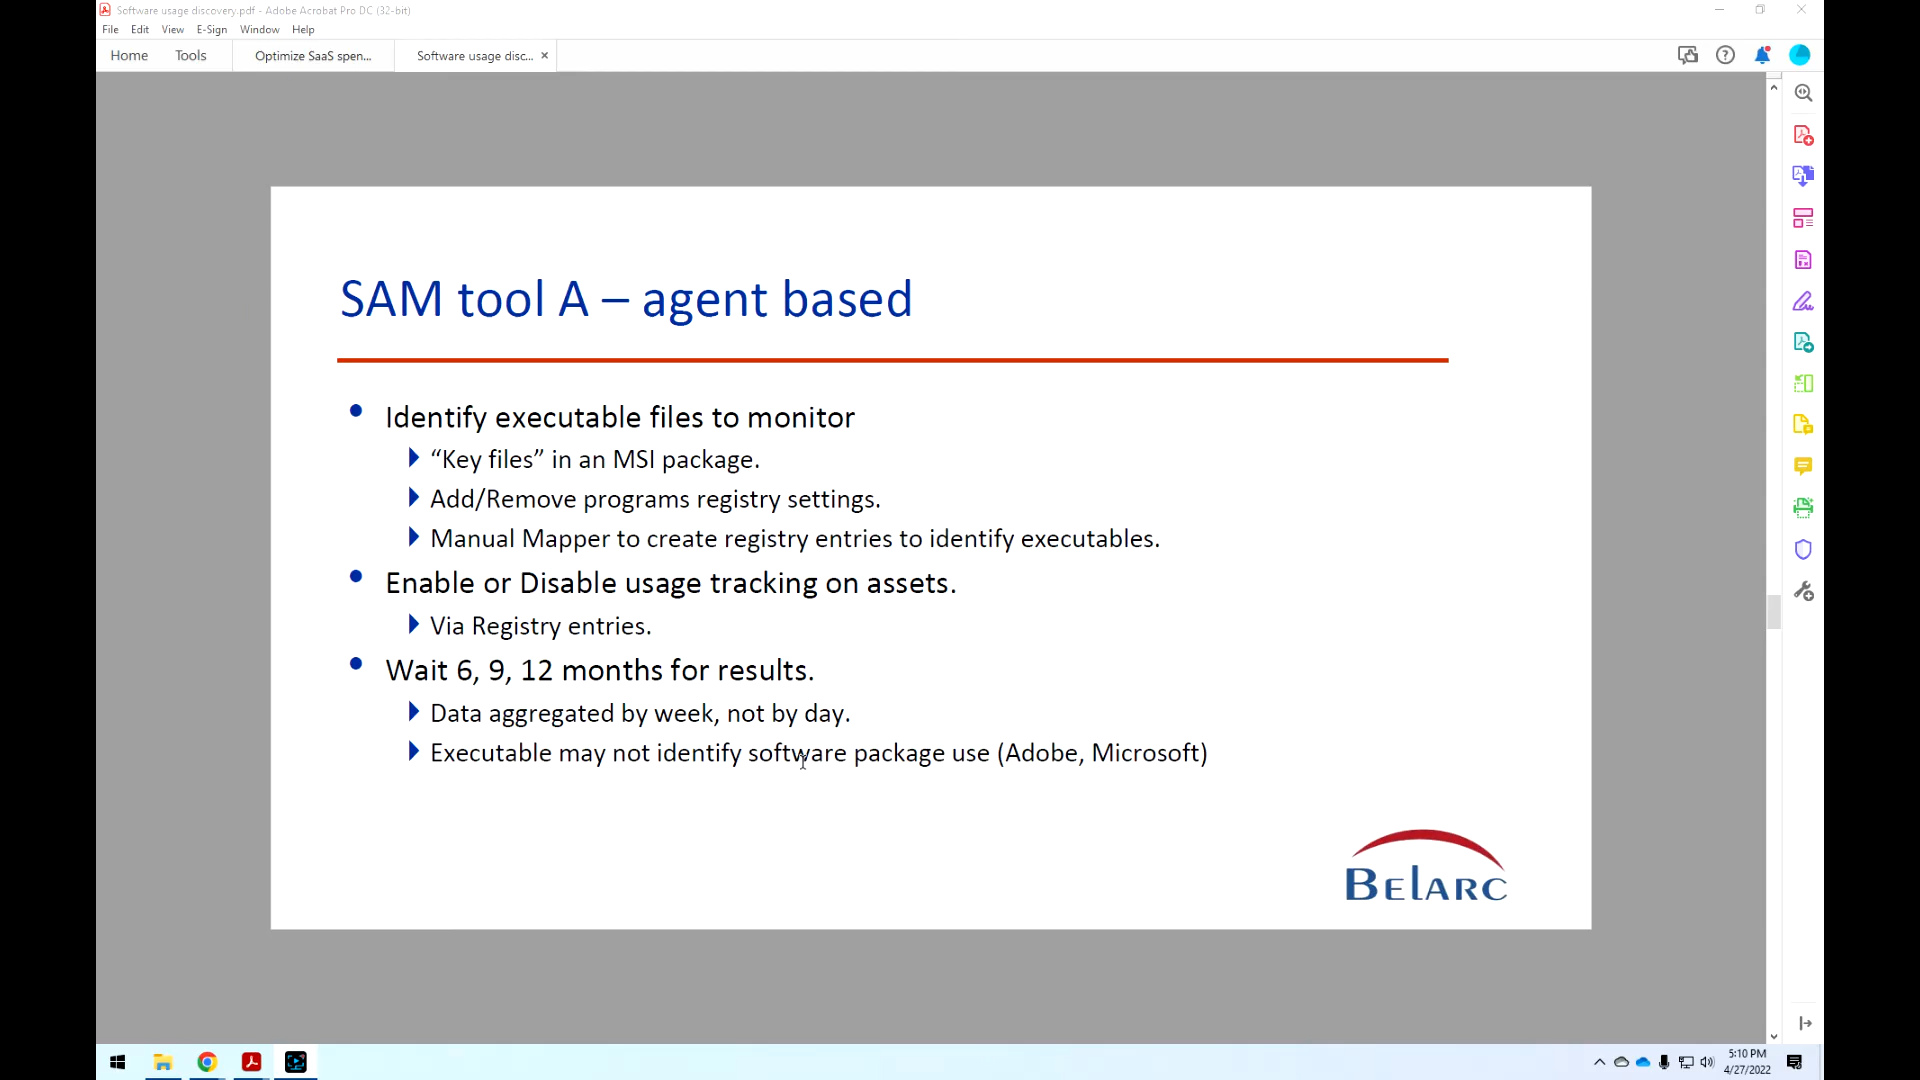 Software usage discovery.pdf - Adobe Acrobat Pro DC (32-bit)
File Edit View E-Sign Window Help
Home Tools Optimize SaaS spen... Software usage disc... ×
SAM tool A – agent based
• Identify executable files to monitor
“Key files” in an MSI package.
Add/Remove programs registry settings.
Manual Mapper to create registry entries to identify executables.
• Enable or Disable usage tracking on assets.
Via Registry entries.
• Wait 6, 9, 12 months for results.
Data aggregated by week, not by day.
Executable may not identify software package use (Adobe, Microsoft)
BELARC
5:10 PM
4/27/2022